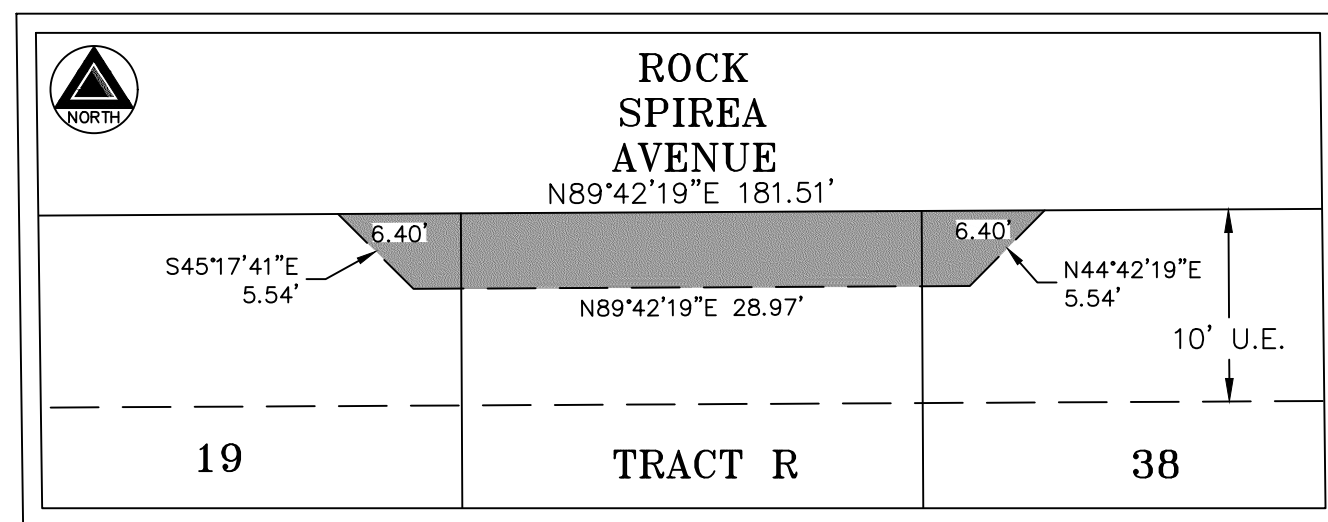 NORTH
ROCK
SPIREA
AVENUE
N89°42'19"E 181.51'
6.40'
6.40'
S45°17'41"E
5.54'
N44°42'19"E
5.54'
N89°42'19"E 28.97'
10' U.E.
19
TRACT R
38